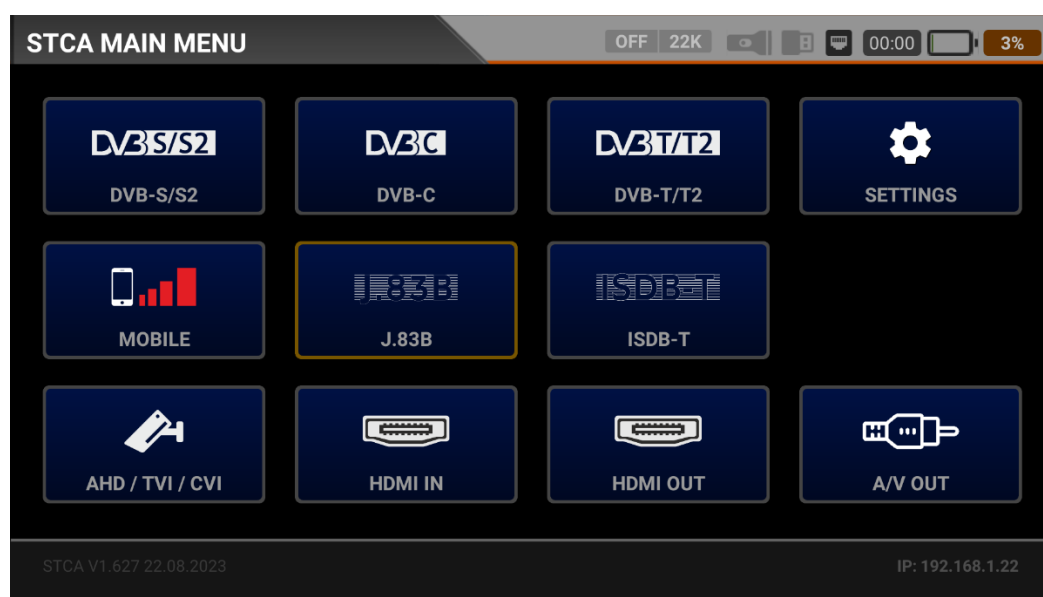 STCA MAIN MENU
OFF 22K 00:00 3%
DVB S/S2 DVB C DVB T/T2
DVB-S/S2 DVB-C DVB-T/T2 SETTINGS
J.83B ISDB-T
MOBILE J.83B ISDB-T
AHD / TVI / CVI HDMI IN HDMI OUT A/V OUT
STCA V1.627 22.08.2023 IP: 192.168.1.22